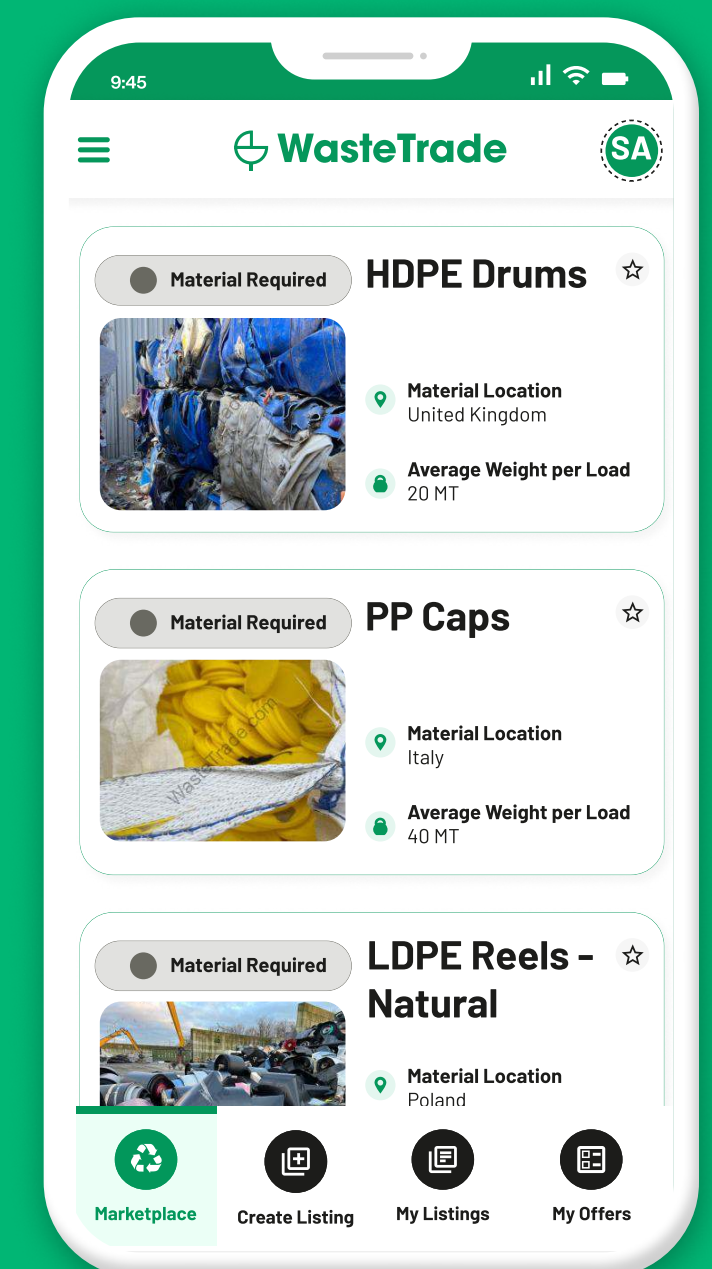 9:45
WasteTrade
SA
Material Required
HDPE Drums
Material Location
United Kingdom
Average Weight per Load
20 MT
Material Required
PP Caps
WasteTrade.com
Material Location
Italy
Average Weight per Load
40 MT
Material Required
LDPE Reels -
Natural
Material Location
Poland
Marketplace
Create Listing
My Listings
My Offers